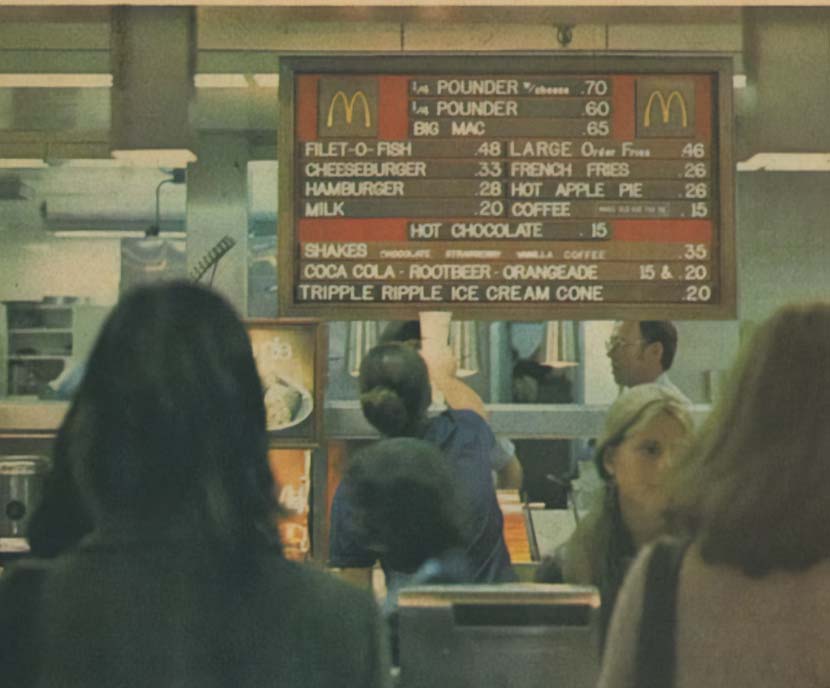 1/4 POUNDER w/cheese .70
1/4 POUNDER .60
BIG MAC .65
FILET-O-FISH .48 LARGE Order Fries .46
CHEESEBURGER .33 FRENCH FRIES .26
HAMBURGER .28 HOT APPLE PIE .26
MILK .20 COFFEE .15
HOT CHOCOLATE .15
SHAKES CHOCOLATE STRAWBERRY VANILLA COFFEE .35
COCA COLA - ROOTBEER - ORANGEADE 15 & .20
TRIPPLE RIPPLE ICE CREAM CONE .20